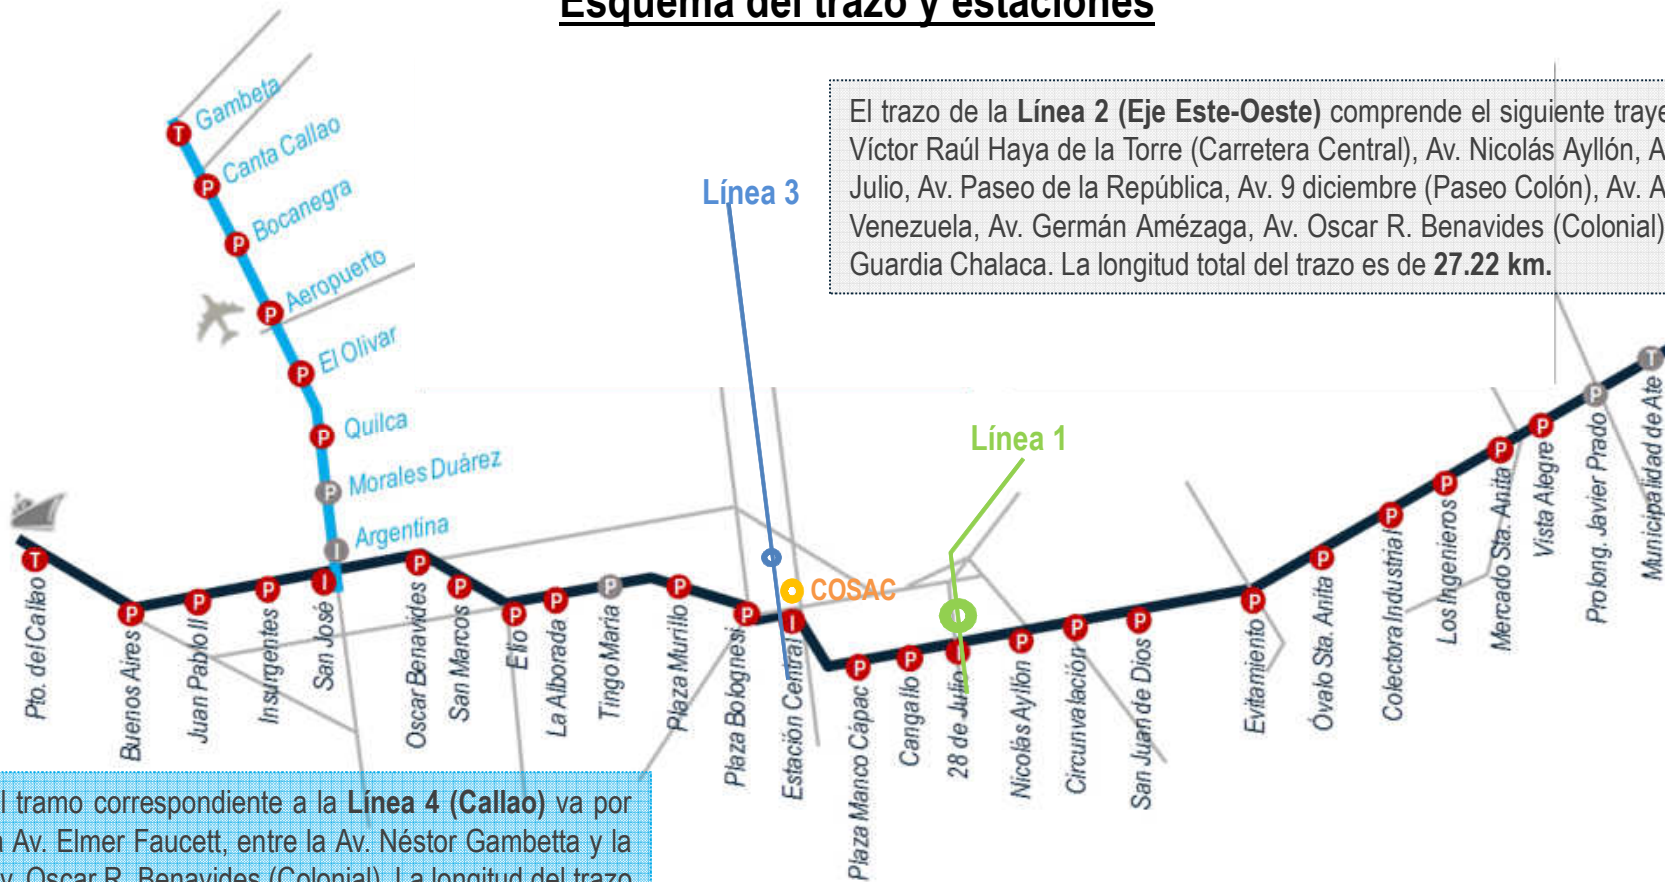 Esquema del trazo y estaciones
El trazo de la Línea 2 (Eje Este-Oeste) comprende el siguiente traye
Víctor Raúl Haya de la Torre (Carretera Central), Av. Nicolás Ayllón, A
Julio, Av. Paseo de la República, Av. 9 diciembre (Paseo Colón), Av. A
Venezuela, Av. Germán Amézaga, Av. Oscar R. Benavides (Colonial)
Guardia Chalaca. La longitud total del trazo es de 27.22 km.
T Gambeta
P Canta Callao
P Bocanegra
P Aeropuerto
P El Olivar
P Quilca
P Morales Duárez
I Argentina
Línea 3
Línea 1
COSAC
T Pto. del Callao
P Buenos Aires
P Juan Pablo II
P Insurgentes
I San José
P Oscar Benavides
P San Marcos
P Elio
P La Alborada
P Tingo María
P Plaza Murillo
P Plaza Bolognesi
I Estación Central
P Plaza Manco Cápac
P Cangallo
I 28 de Julio
P Nicolás Ayllón
P Circunvalación
P San Juan de Dios
P Evitamiento
P Óvalo Sta. Anita
P Colectora Industrial
P Los Ingenieros
P Mercado Sta. Anita
P Vista Alegre
P Prolong. Javier Prado
T Municipalidad de Ate
l tramo correspondiente a la Línea 4 (Callao) va por
a Av. Elmer Faucett, entre la Av. Néstor Gambetta y la
v. Oscar R. Benavides (Colonial). La longitud del trazo